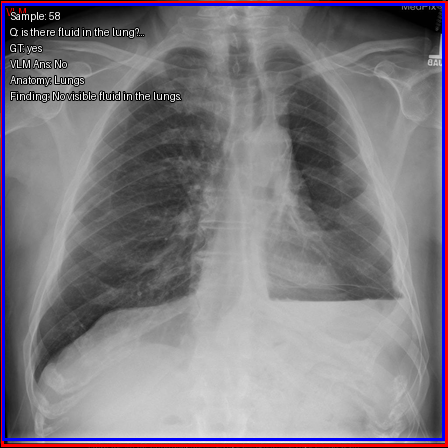 MedPix
Sample: 58
Q: is there fluid in the lung?...
GT: yes
VLM Ans: No
Anatomy: Lungs
Finding: No visible fluid in the lungs.